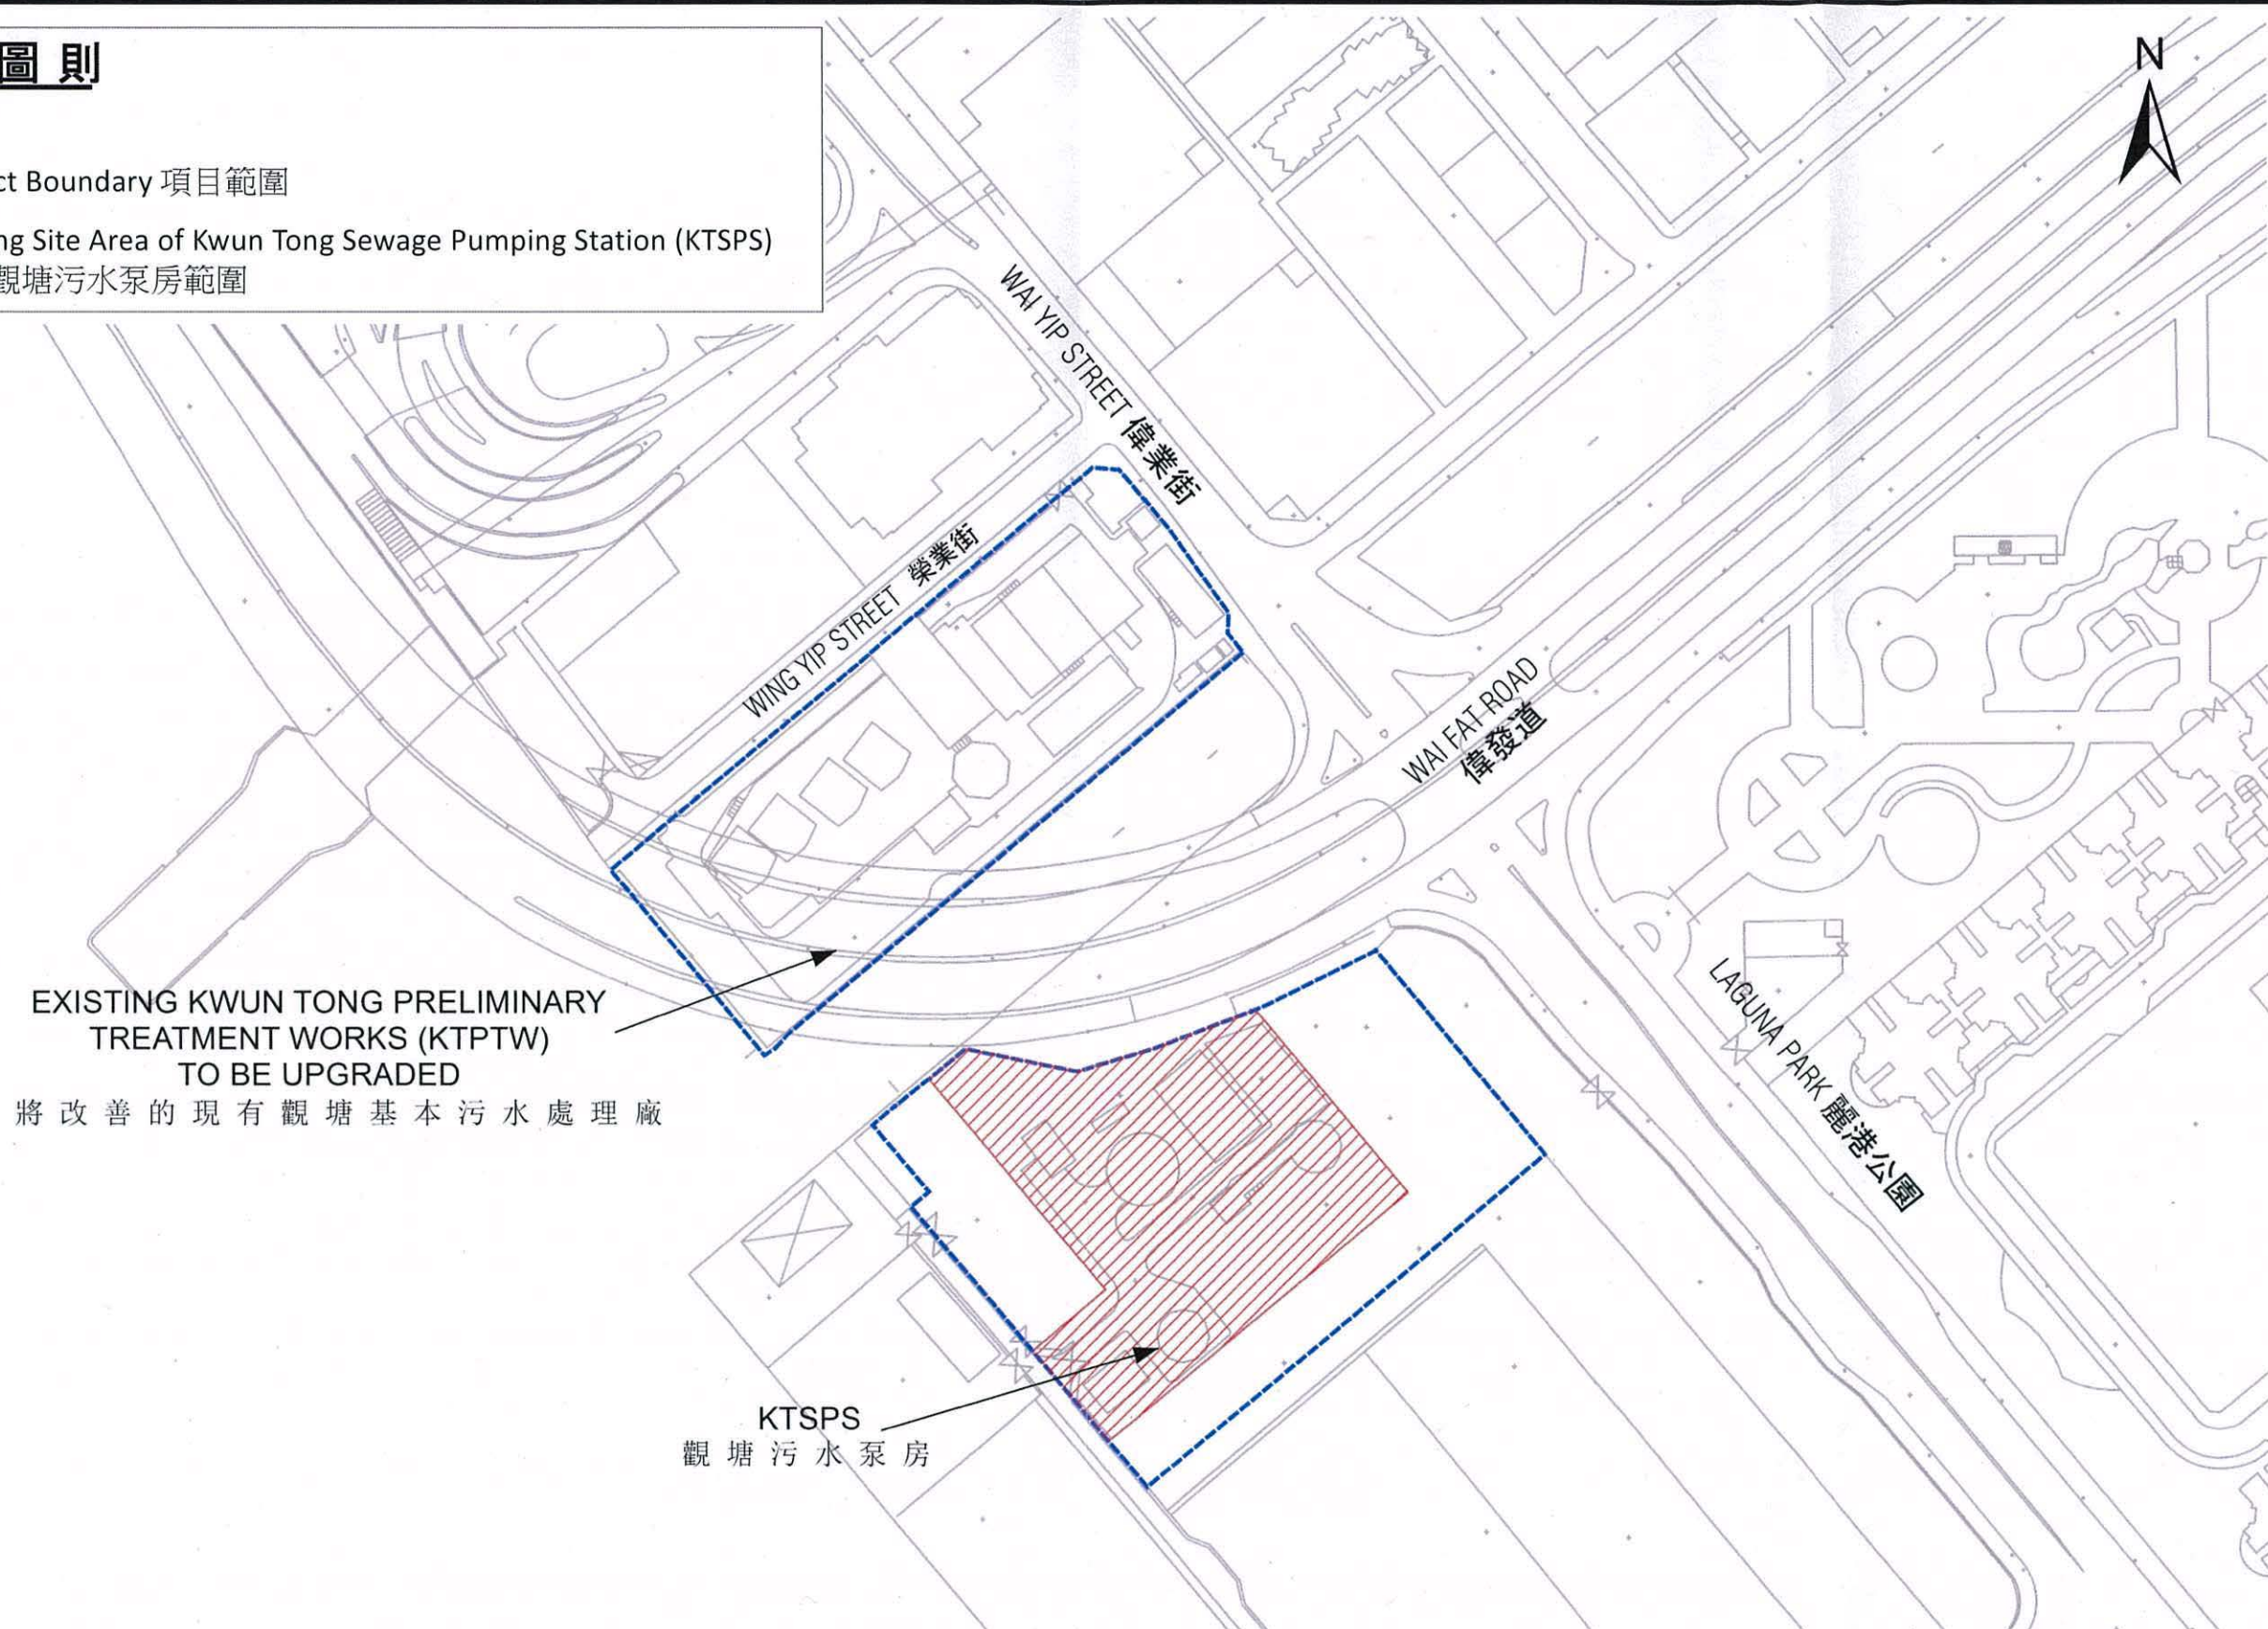 圖則
N
ct Boundary 項目範圍
ng Site Area of Kwun Tong Sewage Pumping Station (KTSPS)
觀塘污水泵房範圍
WAI YIP STREET 偉業街
WING YIP STREET 榮業街
WAI FAT ROAD
偉發道
LAGUNA PARK 麗港公園
EXISTING KWUN TONG PRELIMINARY
TREATMENT WORKS (KTPTW)
TO BE UPGRADED
將改善的現有觀塘基本污水處理廠
KTSPS
觀塘污水泵房